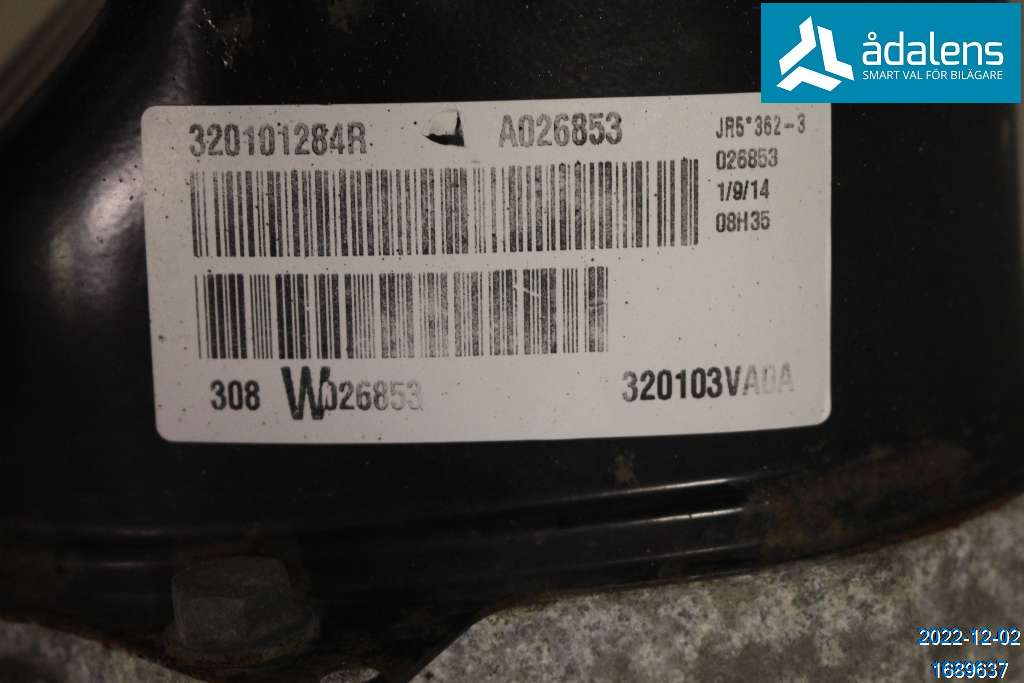 ådalens
SMART VAL FÖR BILÄGARE
320101284R A026853 JR5*362-3
026853
1/9/14
08H35
308 W026853 320103VA0A
2022-12-02
1689637